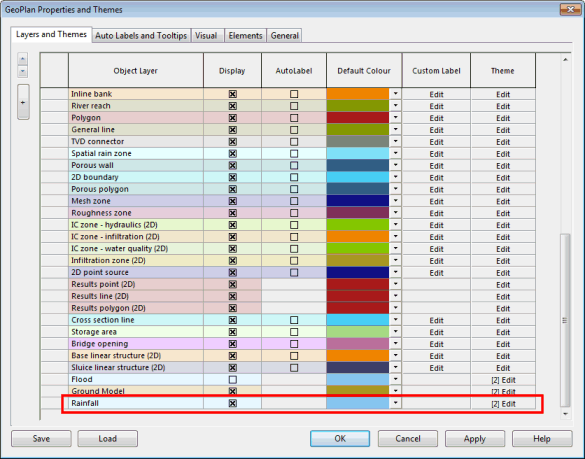 GeoPlan Properties and Themes
Layers and Themes Auto Labels and Tooltips Visual Elements General
Object Layer Display AutoLabel Default Colour Custom Label Theme
+
Inline bank Edit Edit
River reach Edit Edit
Polygon Edit Edit
General line Edit Edit
TVD connector Edit Edit
Spatial rain zone Edit Edit
Porous wall Edit Edit
2D boundary Edit Edit
Porous polygon Edit Edit
Mesh zone Edit Edit
Roughness zone Edit Edit
IC zone - hydraulics (2D) Edit Edit
IC zone - infiltration (2D) Edit Edit
IC zone - water quality (2D) Edit Edit
Infiltration zone (2D) Edit Edit
2D point source Edit Edit
Results point (2D) Edit
Results line (2D) Edit
Results polygon (2D) Edit
Cross section line Edit Edit
Storage area Edit Edit
Bridge opening Edit Edit
Base linear structure (2D) Edit Edit
Sluice linear structure (2D) Edit Edit
Flood [2] Edit
Ground Model [2] Edit
Rainfall [2] Edit
Save Load OK Cancel Apply Help